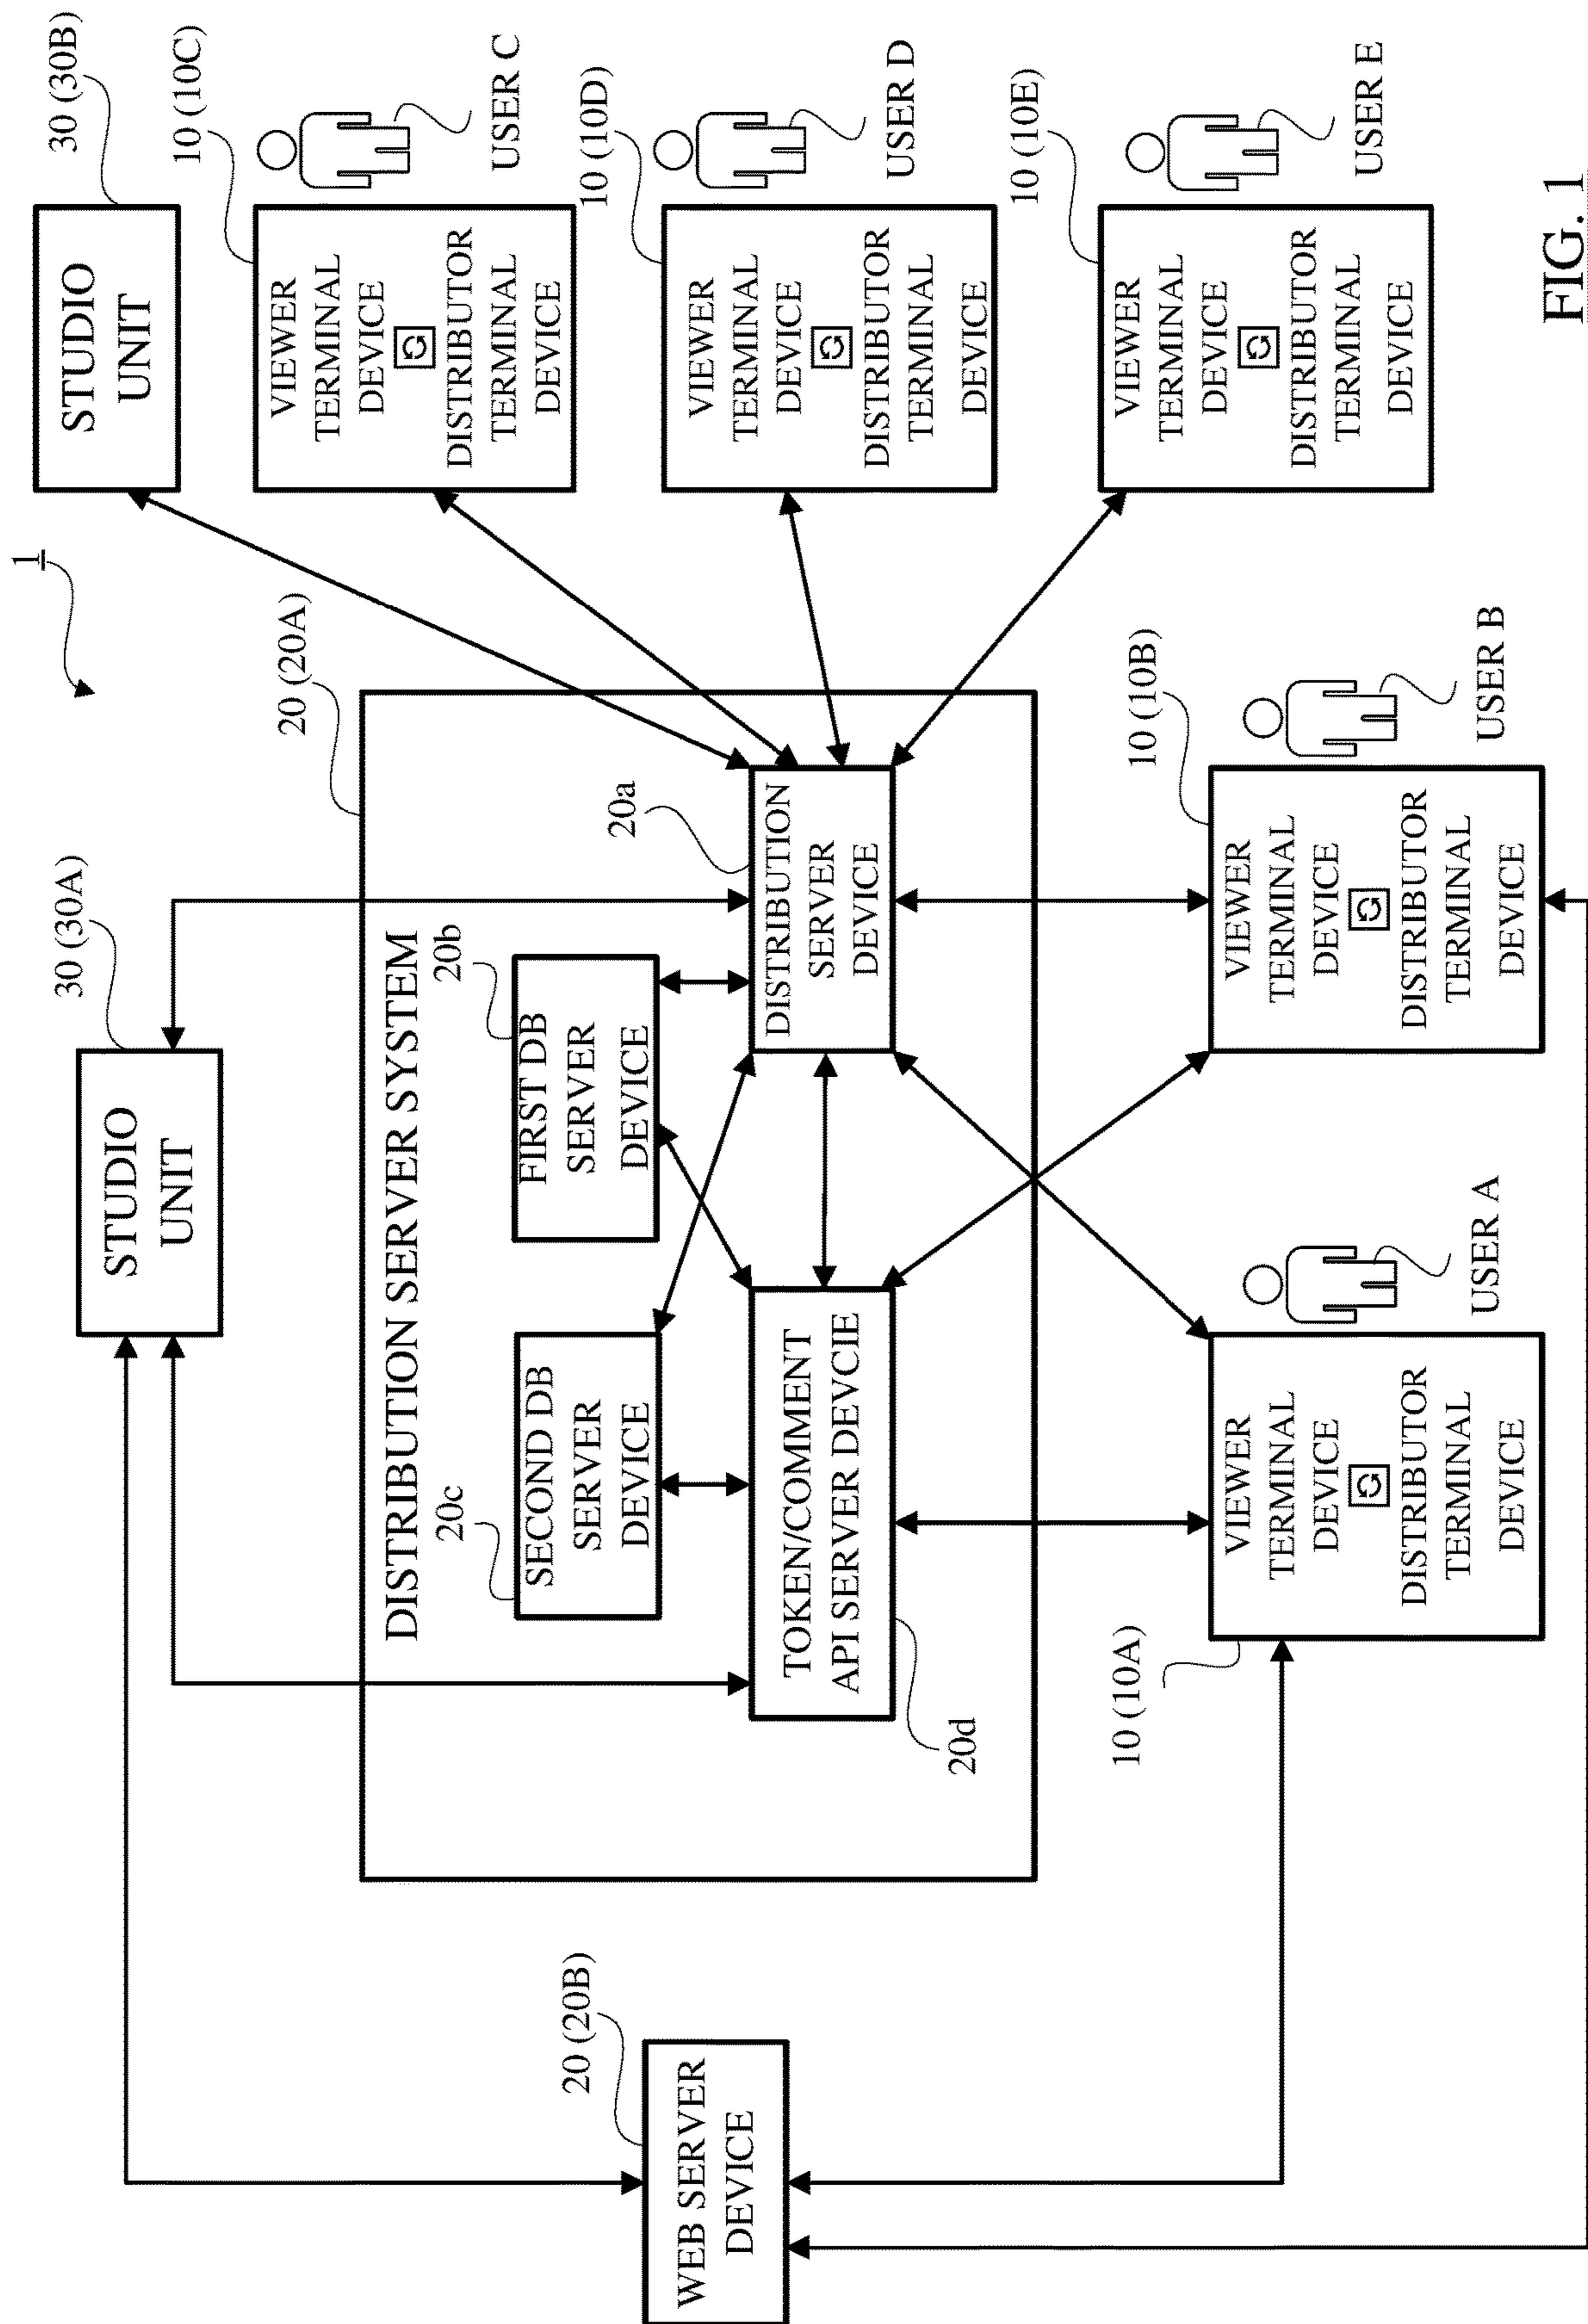 1
30 (30A)
STUDIO
UNIT
30 (30B)
STUDIO
UNIT
20 (20B)
WEB SERVER
DEVICE
20 (20A)
DISTRIBUTION SERVER SYSTEM
20c
SECOND DB
SERVER
DEVICE
20b
FIRST DB
SERVER
DEVICE
20a
DISTRIBUTION
SERVER
DEVICE
TOKEN/COMMENT
API SERVER DEVCIE
20d
10 (10C)
VIEWER
TERMINAL
DEVICE
DISTRIBUTOR
TERMINAL
DEVICE
USER C
10 (10D)
VIEWER
TERMINAL
DEVICE
DISTRIBUTOR
TERMINAL
DEVICE
USER D
10 (10E)
VIEWER
TERMINAL
DEVICE
DISTRIBUTOR
TERMINAL
DEVICE
USER E
10 (10A)
VIEWER
TERMINAL
DEVICE
DISTRIBUTOR
TERMINAL
DEVICE
USER A
10 (10B)
VIEWER
TERMINAL
DEVICE
DISTRIBUTOR
TERMINAL
DEVICE
USER B
FIG. 1